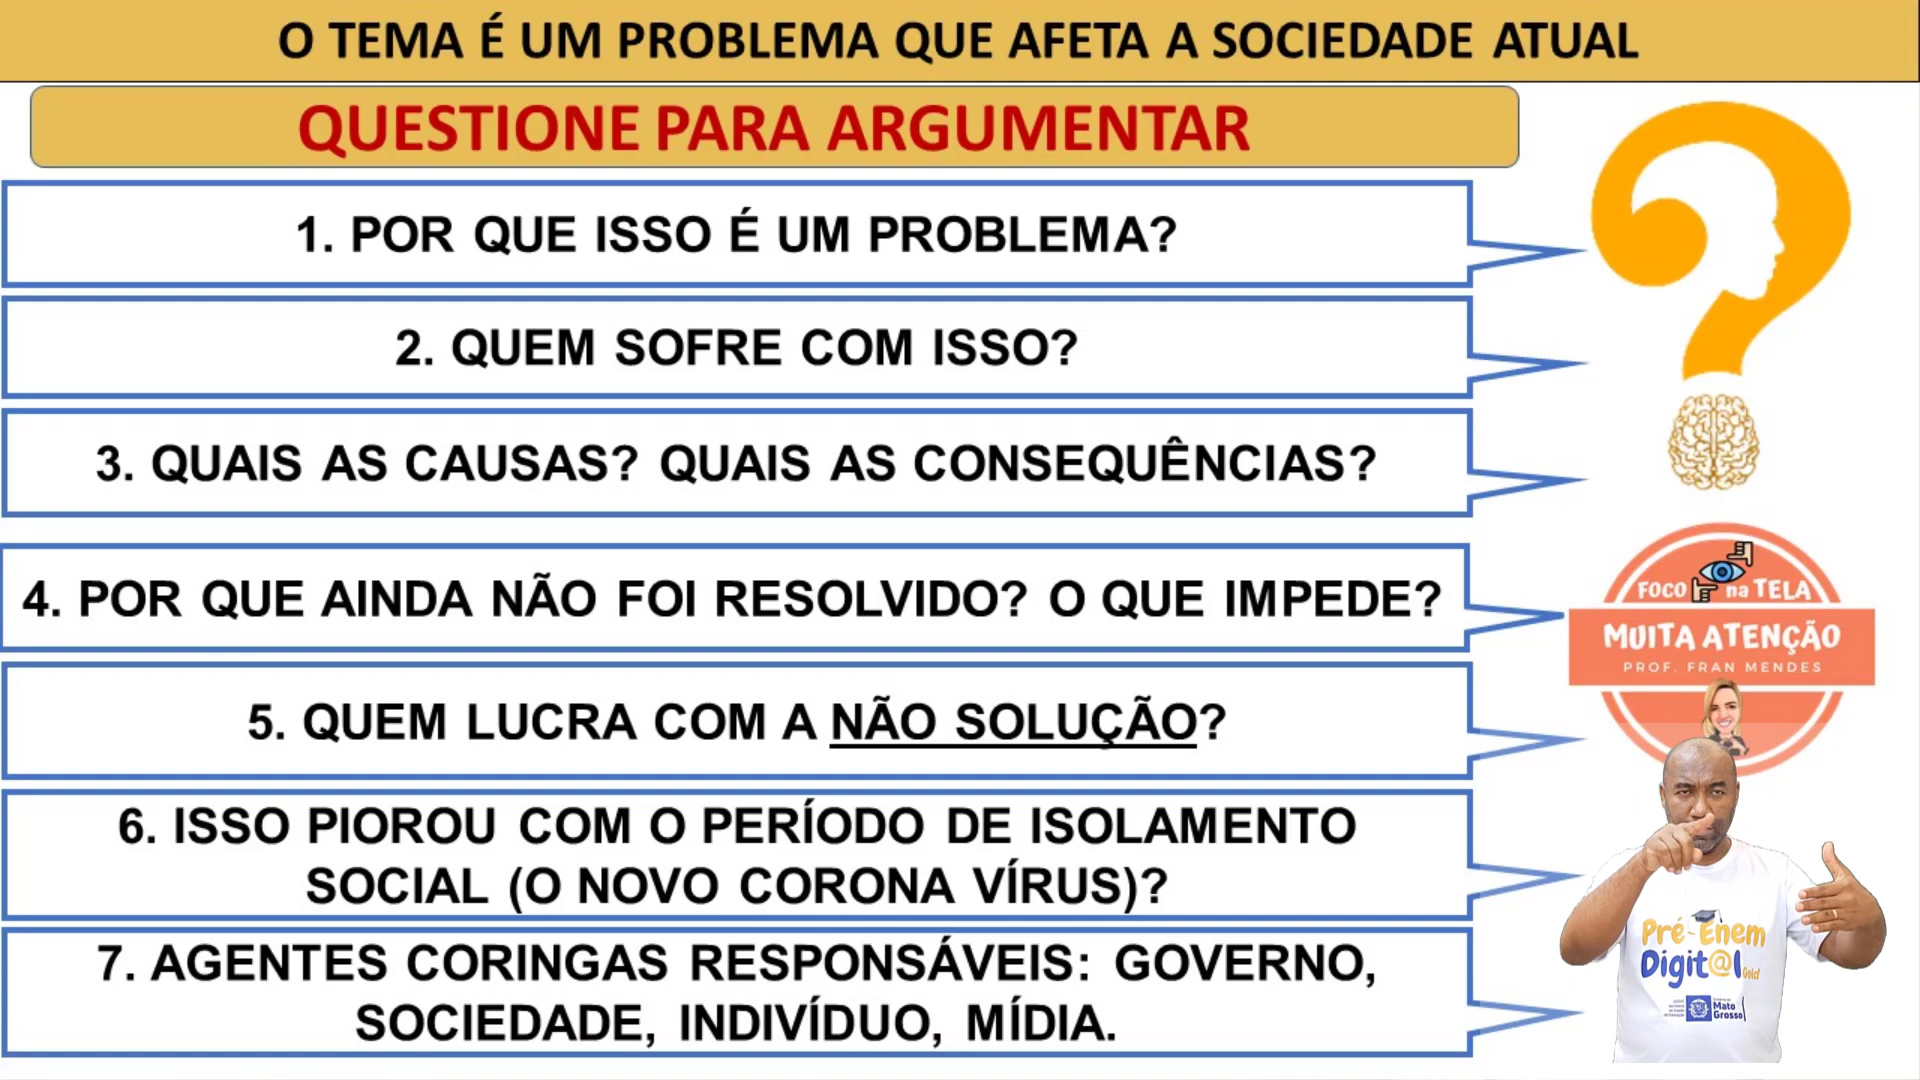 O TEMA É UM PROBLEMA QUE AFETA A SOCIEDADE ATUAL
QUESTIONE PARA ARGUMENTAR
1. POR QUE ISSO É UM PROBLEMA?
2. QUEM SOFRE COM ISSO?
3. QUAIS AS CAUSAS? QUAIS AS CONSEQUÊNCIAS?
4. POR QUE AINDA NÃO FOI RESOLVIDO? O QUE IMPEDE?
5. QUEM LUCRA COM A NÃO SOLUÇÃO?
6. ISSO PIOROU COM O PERÍODO DE ISOLAMENTO
SOCIAL (O NOVO CORONA VÍRUS)?
7. AGENTES CORINGAS RESPONSÁVEIS: GOVERNO,
SOCIEDADE, INDIVÍDUO, MÍDIA.
FOCO na TELA
MUITA ATENÇÃO
PROF. FRAN MENDES
Pré-Enem
Digit@l Gold
Mato
Grosso